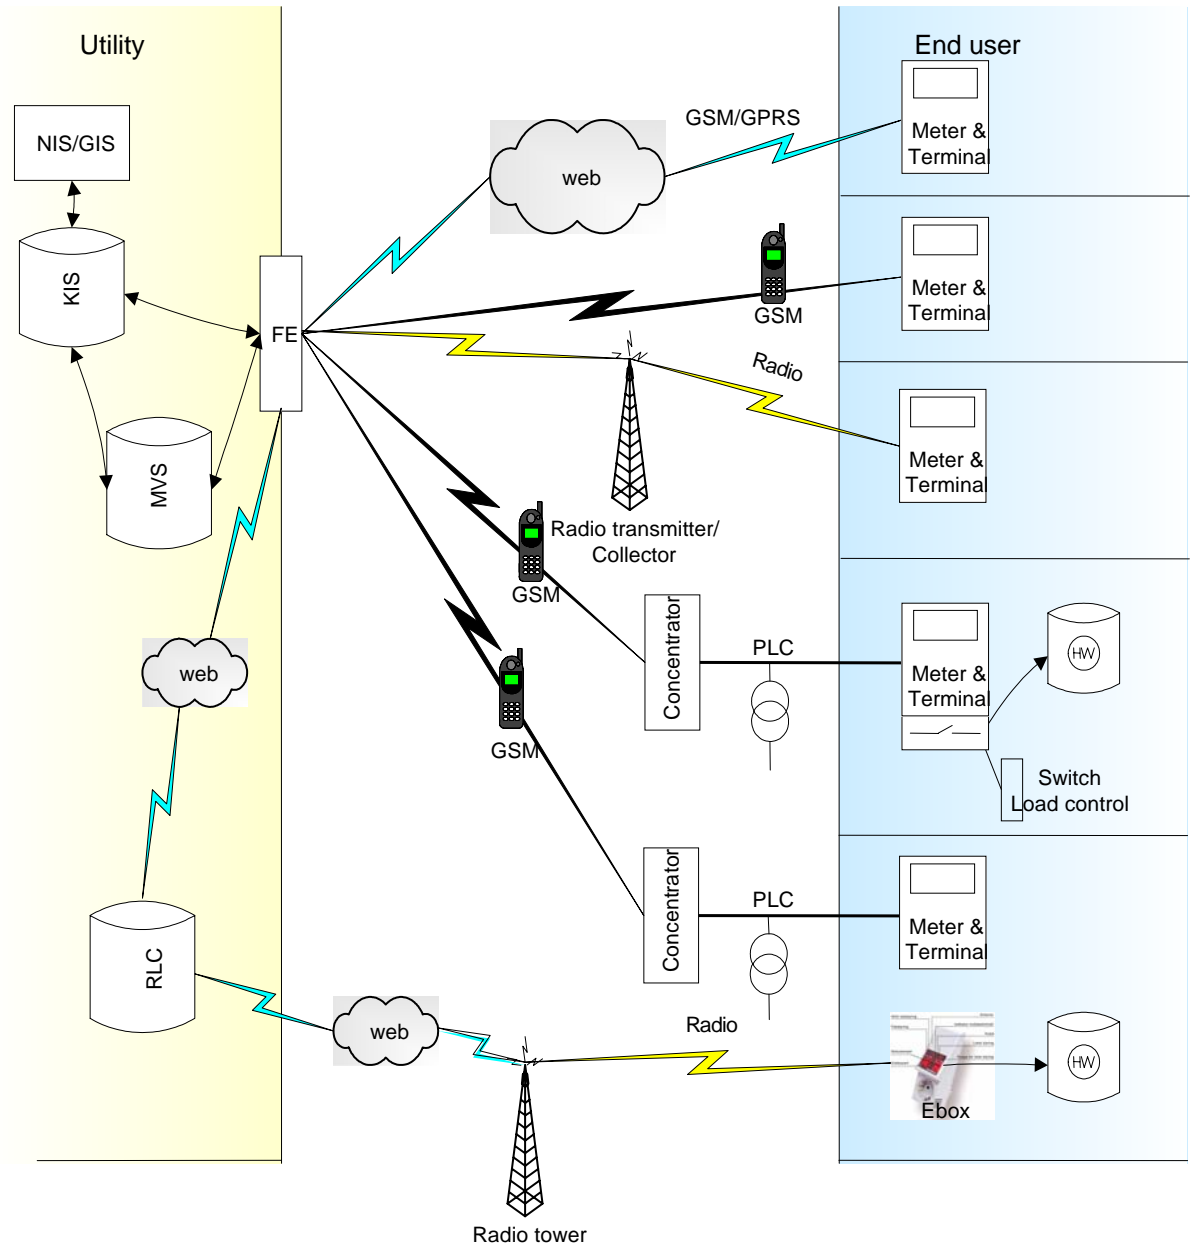 Utility
End user
NIS/GIS
KIS
MVS
FE
web
GSM/GPRS
Meter &
Terminal
GSM
Meter &
Terminal
Radio
Radio transmitter/
Collector
Meter &
Terminal
GSM
Concentrator
PLC
Meter &
Terminal
HW
Switch
Load control
web
GSM
Concentrator
PLC
Meter &
Terminal
RLC
web
Radio
Radio tower
Ebox
HW